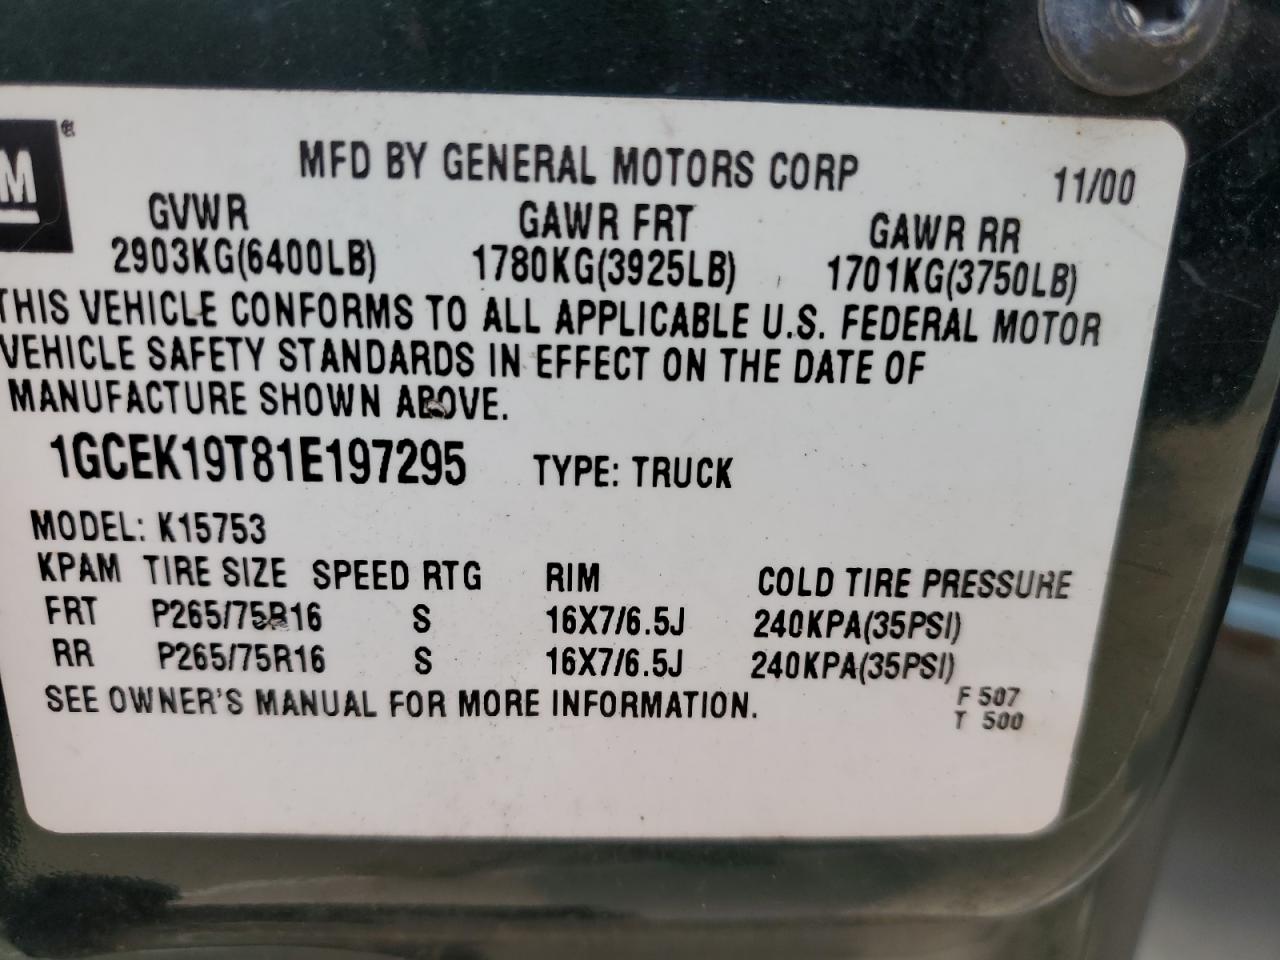 M ®
MFD BY GENERAL MOTORS CORP 11/00
GVWR GAWR FRT GAWR RR
2903KG(6400LB) 1780KG(3925LB) 1701KG(3750LB)
THIS VEHICLE CONFORMS TO ALL APPLICABLE U.S. FEDERAL MOTOR
VEHICLE SAFETY STANDARDS IN EFFECT ON THE DATE OF
MANUFACTURE SHOWN ABOVE.
1GCEK19T81E197295 TYPE: TRUCK
MODEL: K15753
KPAM TIRE SIZE SPEED RTG RIM COLD TIRE PRESSURE
FRT P265/75R16 S 16X7/6.5J 240KPA(35PSI)
RR P265/75R16 S 16X7/6.5J 240KPA(35PSI)
SEE OWNER'S MANUAL FOR MORE INFORMATION. F 507
T 500